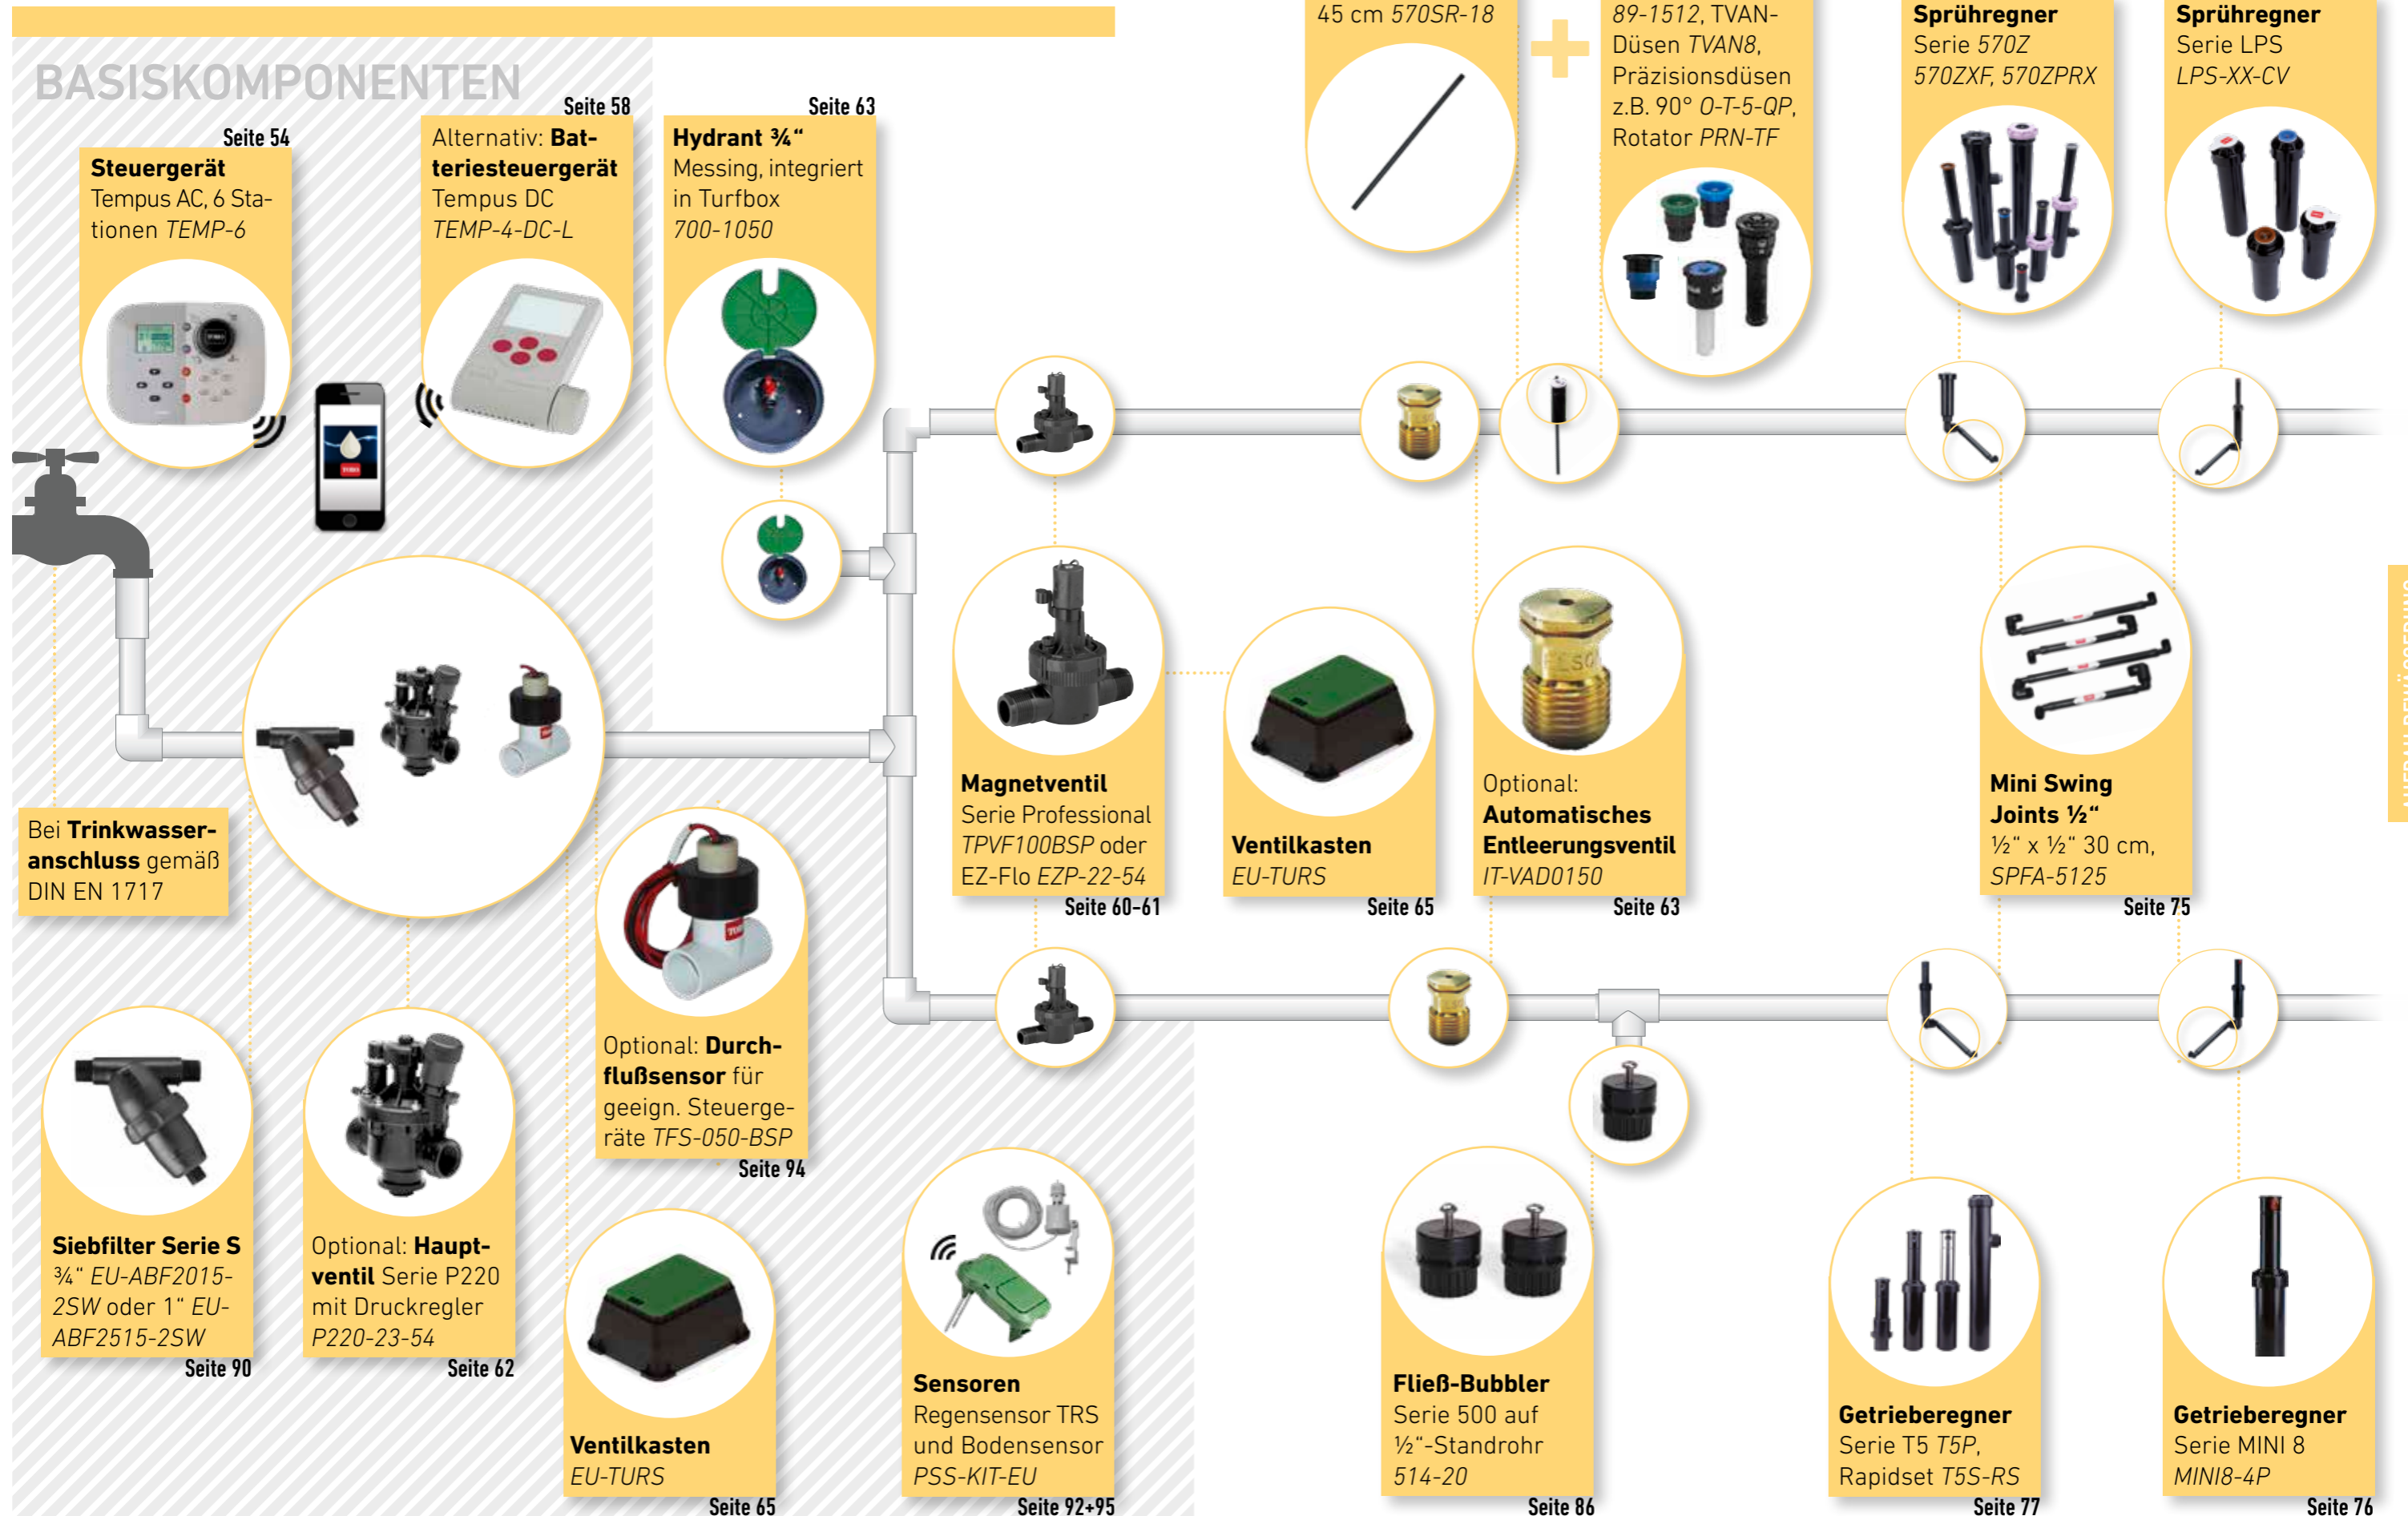 BASISKOMPONENTEN
Seite 54
Steuergerät
Tempus AC, 6 Sta-
tionen TEMP-6
Seite 58
Alternativ: Bat-
teriesteuergerät
Tempus DC
TEMP-4-DC-L
Seite 63
Hydrant ¾“
Messing, integriert
in Turfbox
700-1050
45 cm 570SR-18
+
89-1512, TVAN-
Düsen TVAN8,
Präzisionsdüsen
z.B. 90° O-T-5-QP,
Rotator PRN-TF
Sprühregner
Serie 570Z
570ZXF, 570ZPRX
Sprühregner
Serie LPS
LPS-XX-CV
Bei Trinkwasser-
anschluss gemäß
DIN EN 1717
Magnetventil
Serie Professional
TPVF100BSP oder
EZ-Flo EZP-22-54
Seite 60-61
Ventilkasten
EU-TURS
Seite 65
Optional:
Automatisches
Entleerungsventil
IT-VAD0150
Seite 63
Mini Swing
Joints ½“
½“ x ½“ 30 cm,
SPFA-5125
Seite 75
Siebfilter Serie S
¾“ EU-ABF2015-
2SW oder 1“ EU-
ABF2515-2SW
Seite 90
Optional: Haupt-
ventil Serie P220
mit Druckregler
P220-23-54
Seite 62
Optional: Durch-
flußsensor für
geeign. Steuerge-
räte TFS-050-BSP
Seite 94
Ventilkasten
EU-TURS
Seite 65
Sensoren
Regensensor TRS
und Bodensensor
PSS-KIT-EU
Seite 92+95
Fließ-Bubbler
Serie 500 auf
½“-Standrohr
514-20
Seite 86
Getrieberegner
Serie T5 T5P,
Rapidset T5S-RS
Seite 77
Getrieberegner
Serie MINI 8
MINI8-4P
Seite 76